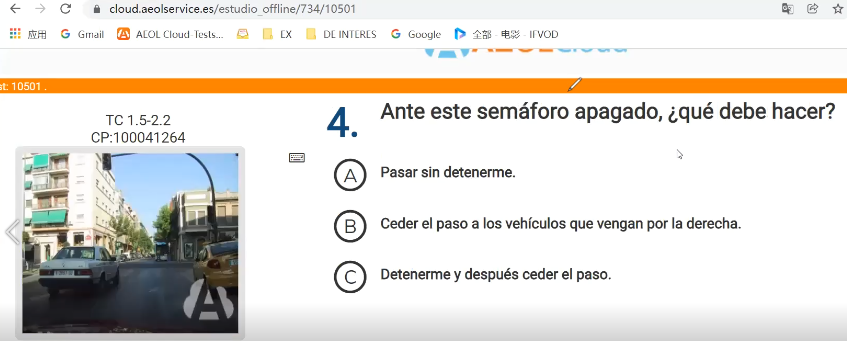 cloud.aeolservice.es/estudio_offline/734/10501
应用 Gmail AEOL Cloud-Tests... EX DE INTERES Google 全部 - 电影 - IFVOD
st: 10501 .
TC 1.5-2.2
CP:100041264
4. Ante este semáforo apagado, ¿qué debe hacer?
A Pasar sin detenerme.
B Ceder el paso a los vehículos que vengan por la derecha.
C Detenerme y después ceder el paso.